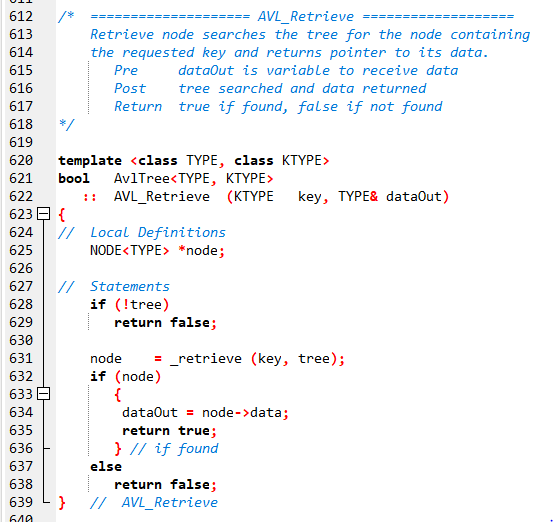 612 /* ==================== AVL_Retrieve ===================
613 Retrieve node searches the tree for the node containing
614 the requested key and returns pointer to its data.
615 Pre dataOut is variable to receive data
616 Post tree searched and data returned
617 Return true if found, false if not found
618 */
619
620 template <class TYPE, class KTYPE>
621 bool AvlTree<TYPE, KTYPE>
622 :: AVL_Retrieve (KTYPE key, TYPE& dataOut)
623 {
624 // Local Definitions
625 NODE<TYPE> *node;
626
627 // Statements
628 if (!tree)
629 return false;
630
631 node = _retrieve (key, tree);
632 if (node)
633 {
634 dataOut = node->data;
635 return true;
636 } // if found
637 else
638 return false;
639 } // AVL_Retrieve
640